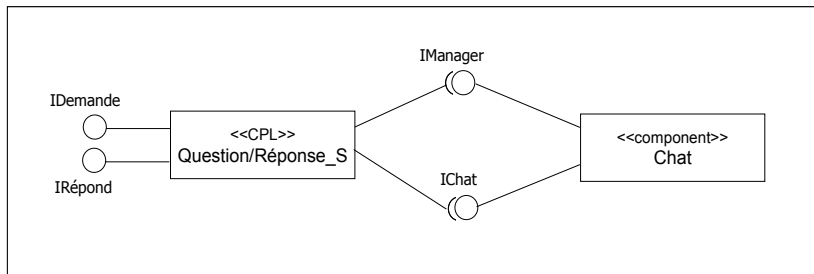 IManager
IDemande
<<CPL>>
Question/Réponse_S
<<component>>
Chat
IRépond
IChat